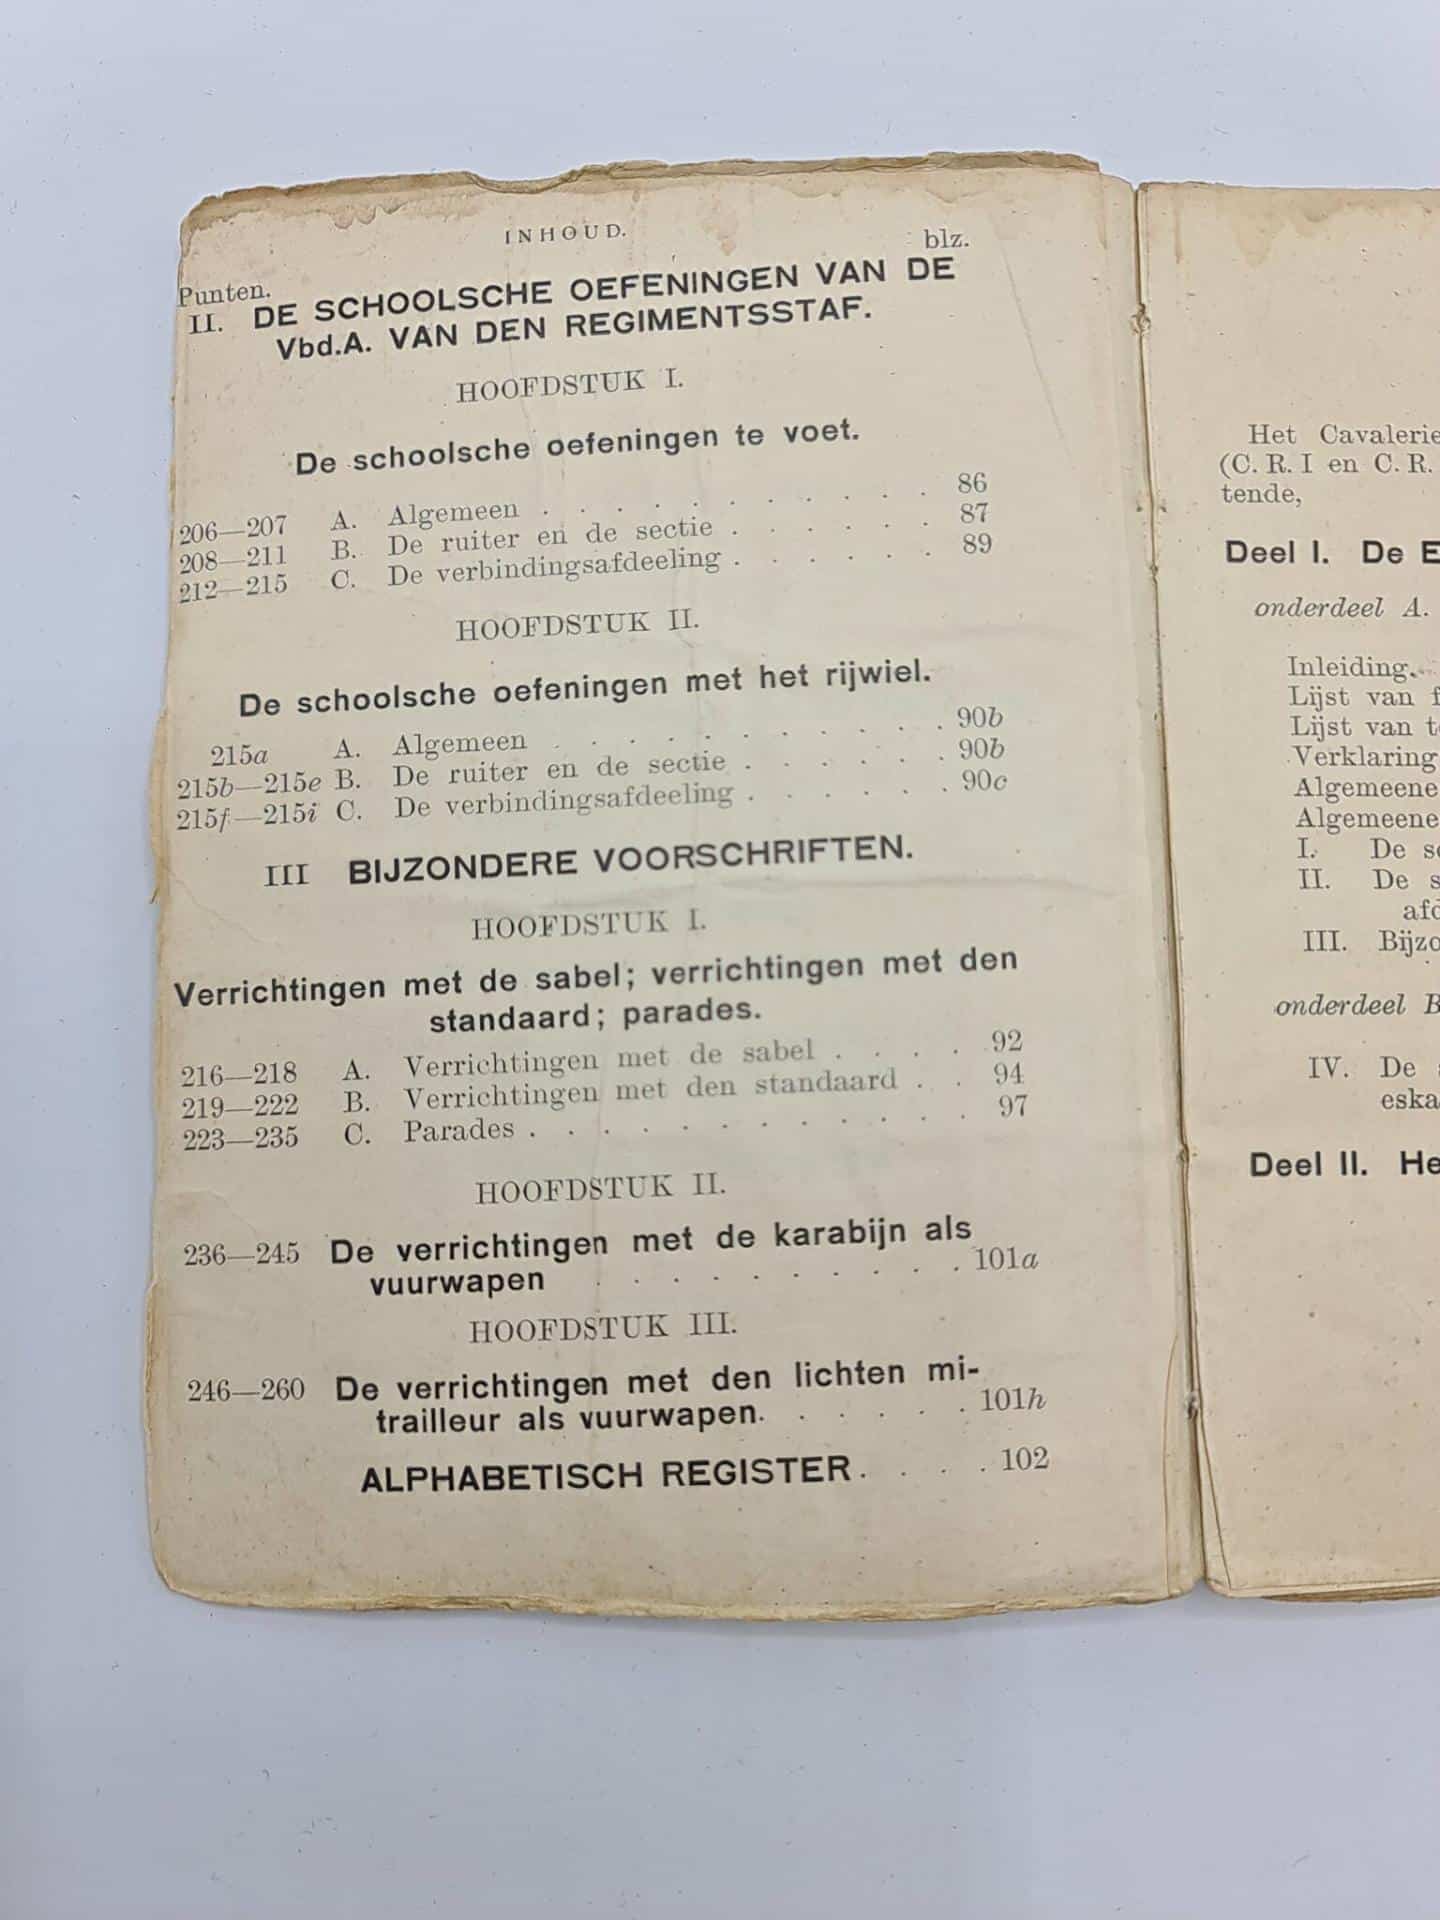 INHOUD.
Punten. blz.
II. DE SCHOOLSCHE OEFENINGEN VAN DE
Vbd.A. VAN DEN REGIMENTSSTAF.
HOOFDSTUK I.
De schoolsche oefeningen te voet.
206—207 A. Algemeen . . . . . . . . . 86
208—211 B. De ruiter en de sectie . . . . . . 87
212—215 C. De verbindingsafdeeling . . . . . . 89
HOOFDSTUK II.
De schoolsche oefeningen met het rijwiel.
215a A. Algemeen . . . . . . . . . 90b
215b—215e B. De ruiter en de sectie . . . . . . 90b
215f—215i C. De verbindingsafdeeling . . . . . . 90c
III BIJZONDERE VOORSCHRIFTEN.
HOOFDSTUK I.
Verrichtingen met de sabel; verrichtingen met den
standaard; parades.
216—218 A. Verrichtingen met de sabel . . . . 92
219—222 B. Verrichtingen met den standaard . . 94
223—235 C. Parades . . . . . . . . . . . . 97
HOOFDSTUK II.
236—245 De verrichtingen met de karabijn als
vuurwapen . . . . . . . . . . 101a
HOOFDSTUK III.
246—260 De verrichtingen met den lichten mi-
trailleur als vuurwapen. . . . . . 101h
ALPHABETISCH REGISTER . . . . 102
Het Cavalerie
(C. R. I en C. R.
tende,
Deel I. De E
onderdeel A.
Inleiding.
Lijst van f
Lijst van t
Verklaring
Algemeene
Algemeene
I. De s
II. De s
afd
III. Bijzo
onderdeel B
IV. De
eska
Deel II. He